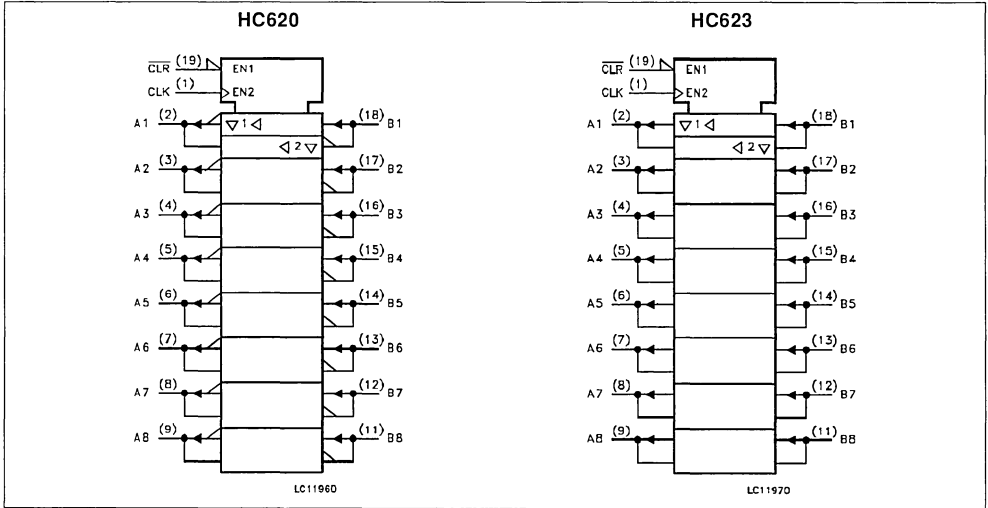 HC620
CLR (19) EN1
CLK (1) EN2
A1 (2) 1 (18) B1
2
A2 (3) (17) B2
A3 (4) (16) B3
A4 (5) (15) B4
A5 (6) (14) B5
A6 (7) (13) B6
A7 (8) (12) B7
A8 (9) (11) B8
LC11960
HC623
CLR (19) EN1
CLK (1) EN2
A1 (2) 1 (18) B1
2
A2 (3) (17) B2
A3 (4) (16) B3
A4 (5) (15) B4
A5 (6) (14) B5
A6 (7) (13) B6
A7 (8) (12) B7
A8 (9) (11) B8
LC11970